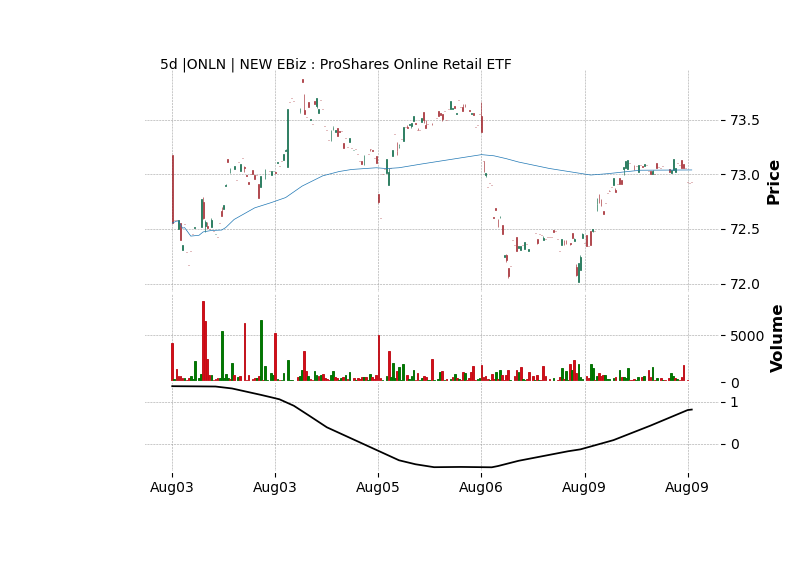 5d |ONLN | NEW EBiz : ProShares Online Retail ETF
73.5
73.0
72.5
72.0
Price
5000
0
Volume
1
0
Aug03 Aug03 Aug05 Aug06 Aug09 Aug09